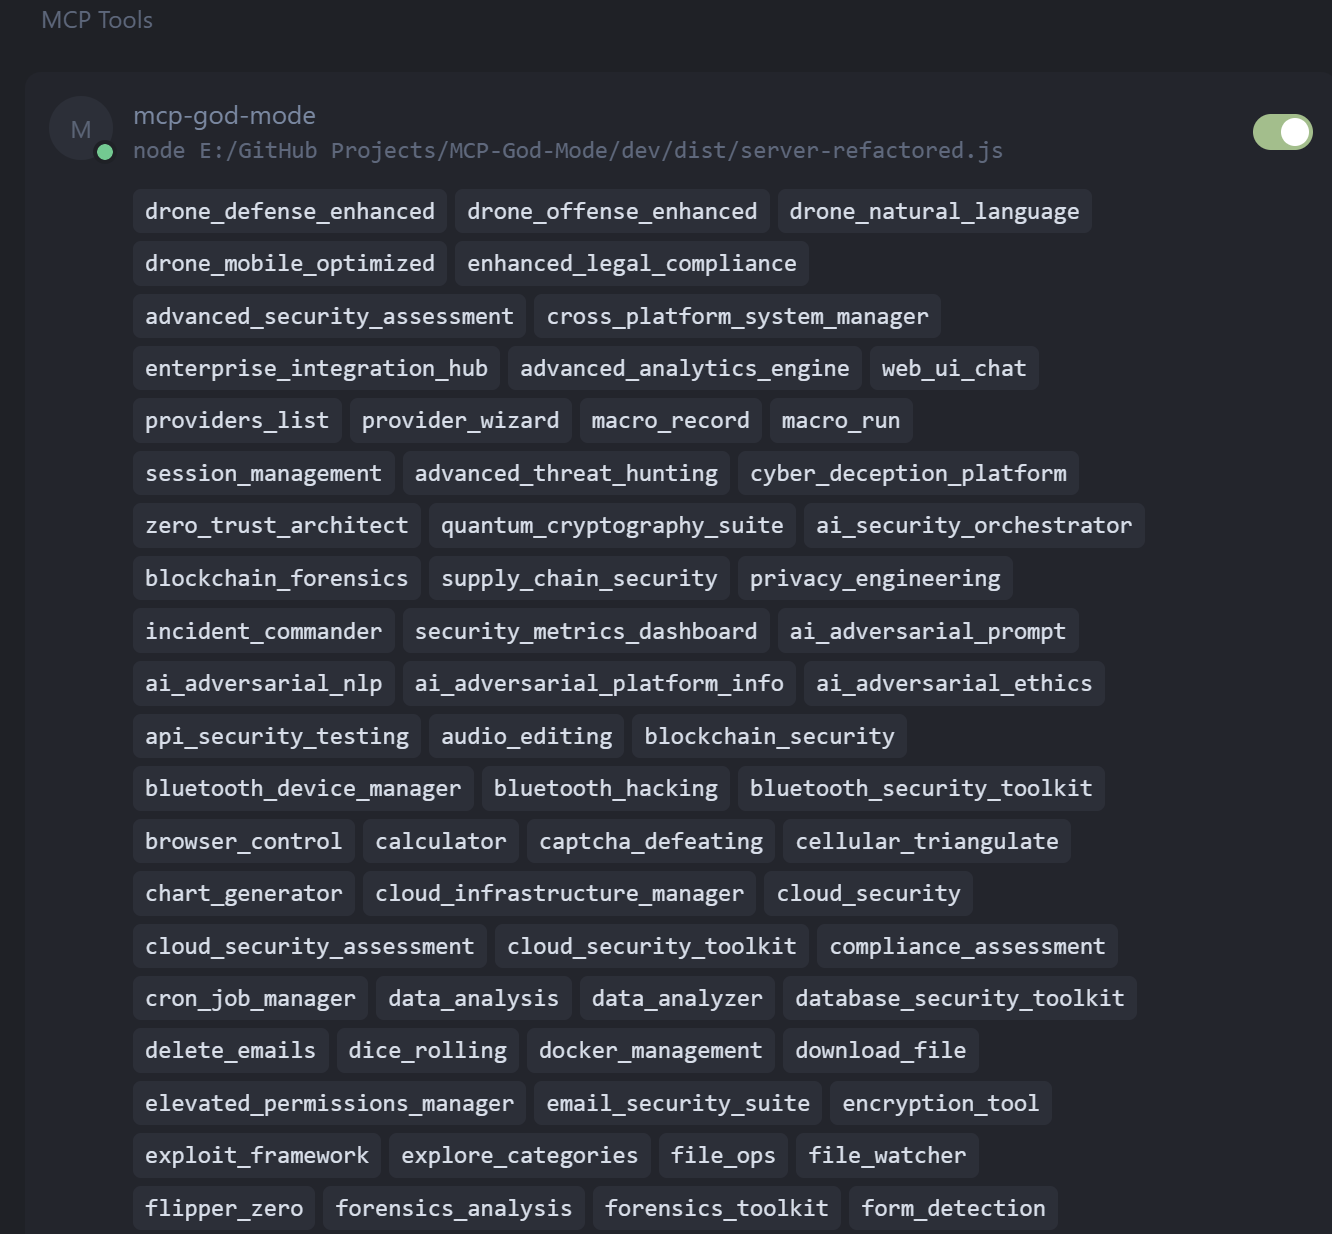 MCP Tools
M
mcp-god-mode
node E:/GitHub Projects/MCP-God-Mode/dev/dist/server-refactored.js
drone_defense_enhanced drone_offense_enhanced drone_natural_language
drone_mobile_optimized enhanced_legal_compliance
advanced_security_assessment cross_platform_system_manager
enterprise_integration_hub advanced_analytics_engine web_ui_chat
providers_list provider_wizard macro_record macro_run
session_management advanced_threat_hunting cyber_deception_platform
zero_trust_architect quantum_cryptography_suite ai_security_orchestrator
blockchain_forensics supply_chain_security privacy_engineering
incident_commander security_metrics_dashboard ai_adversarial_prompt
ai_adversarial_nlp ai_adversarial_platform_info ai_adversarial_ethics
api_security_testing audio_editing blockchain_security
bluetooth_device_manager bluetooth_hacking bluetooth_security_toolkit
browser_control calculator captcha_defeating cellular_triangulate
chart_generator cloud_infrastructure_manager cloud_security
cloud_security_assessment cloud_security_toolkit compliance_assessment
cron_job_manager data_analysis data_analyzer database_security_toolkit
delete_emails dice_rolling docker_management download_file
elevated_permissions_manager email_security_suite encryption_tool
exploit_framework explore_categories file_ops file_watcher
flipper_zero forensics_analysis forensics_toolkit form_detection